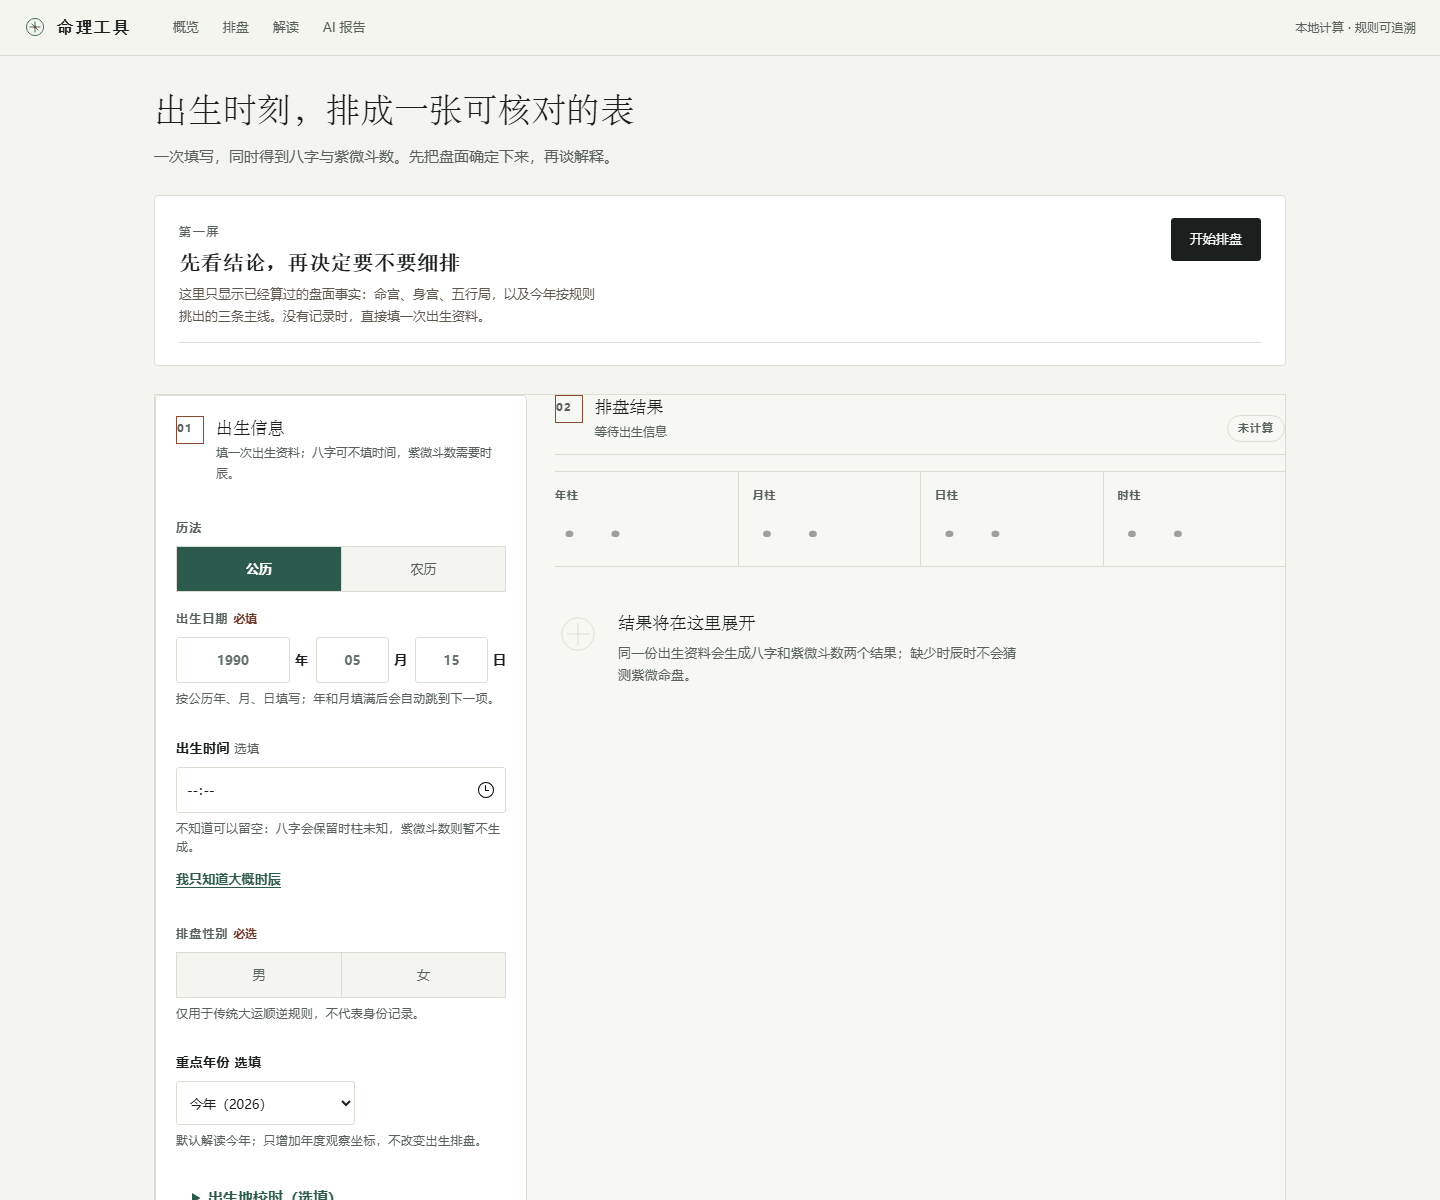 命理工具
概览
排盘
解读
AI 报告
本地计算 · 规则可追溯
出生时刻，排成一张可核对的表
一次填写，同时得到八字与紫微斗数。先把盘面确定下来，再谈解释。
第一屏
先看结论，再决定要不要细排
这里只显示已经算过的盘面事实：命宫、身宫、五行局，以及今年按规则
挑出的三条主线。没有记录时，直接填一次出生资料。
开始排盘
01
出生信息
填一次出生资料；八字可不填时间，紫微斗数需要时
辰。
历法
公历
农历
出生日期 必填
1990 年 05 月 15 日
按公历年、月、日填写；年和月填满后会自动跳到下一项。
出生时间 选填
--:--
不知道可以留空：八字会保留时柱未知，紫微斗数则暂不生
成。
我只知道大概时辰
排盘性别 必选
男
女
仅用于传统大运顺逆规则，不代表身份记录。
重点年份 选填
今年（2026）
默认解读今年；只增加年度观察坐标，不改变出生排盘。
出生地校时（选填）
02
排盘结果
等待出生信息
未计算
年柱
月柱
日柱
时柱
结果将在这里展开
同一份出生资料会生成八字和紫微斗数两个结果；缺少时辰时不会猜
测紫微命盘。